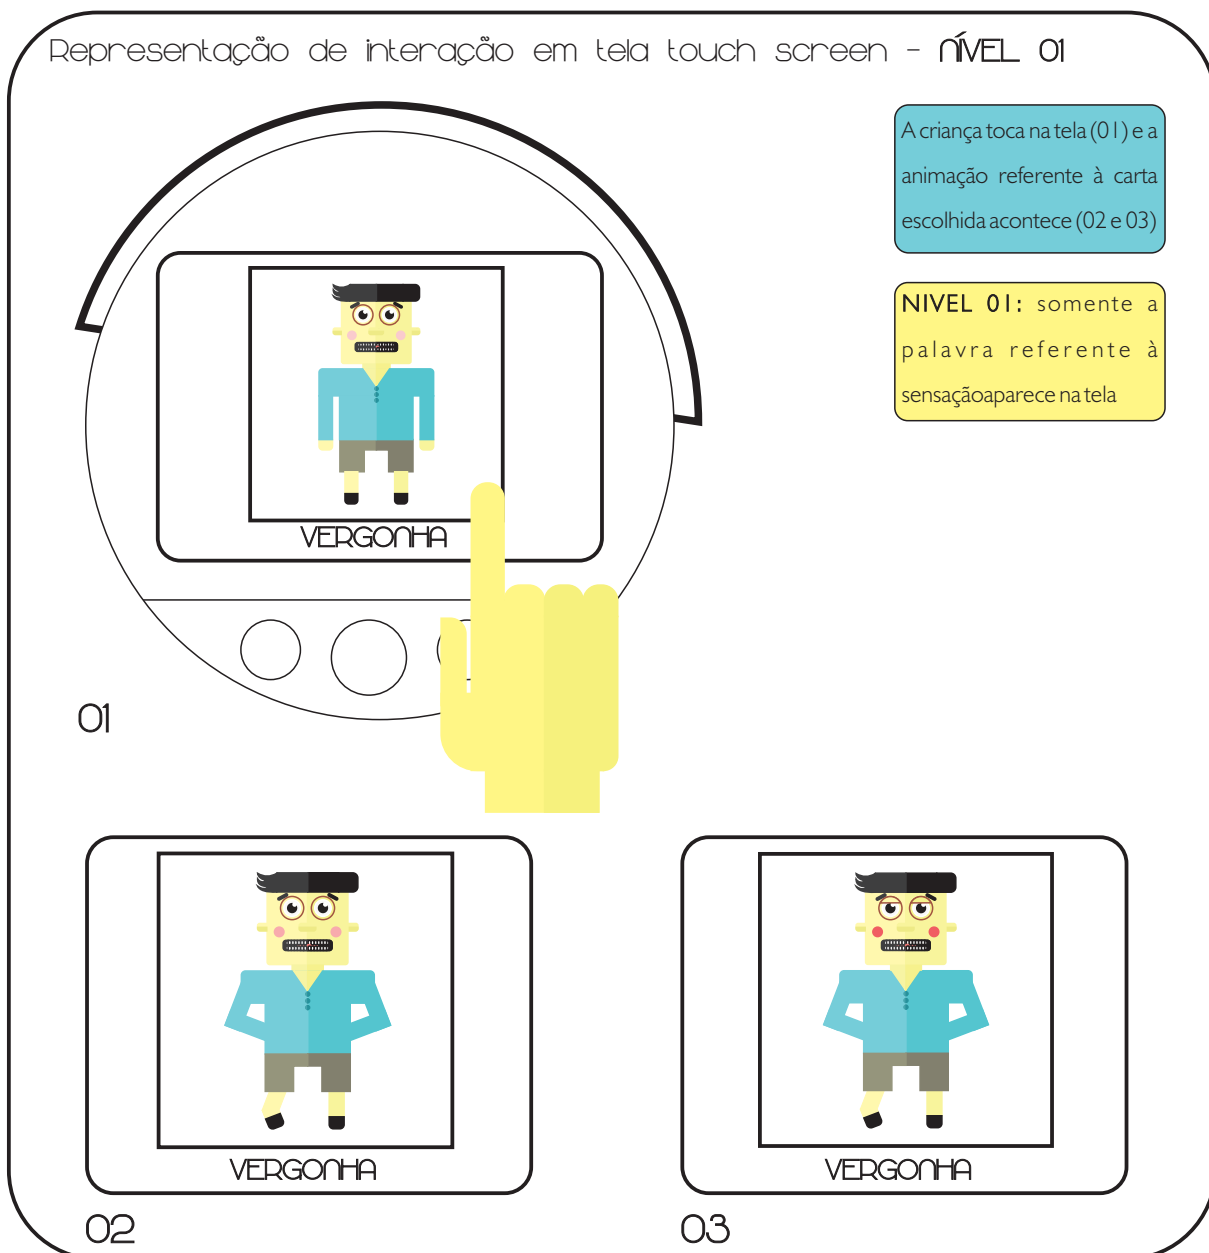 Representação de interação em tela touch screen - NÍVEL 01
A criança toca na tela (01) e a
animação referente à carta
escolhida acontece (02 e 03)
NIVEL 01: somente a
palavra referente à
sensaçãoaparece na tela
VERGONHA
01
VERGONHA
02
VERGONHA
03